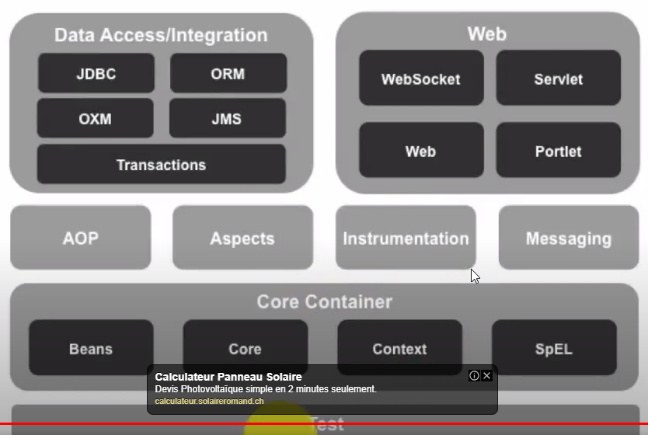 Data Access/Integration
JDBC
ORM
OXM
JMS
Transactions
Web
WebSocket
Servlet
Web
Portlet
AOP
Aspects
Instrumentation
Messaging
Core Container
Beans
Core
Context
SpEL
Calculateur Panneau Solaire
Devis Photovoltaïque simple en 2 minutes seulement.
calculateur.solaireromand.ch
Test